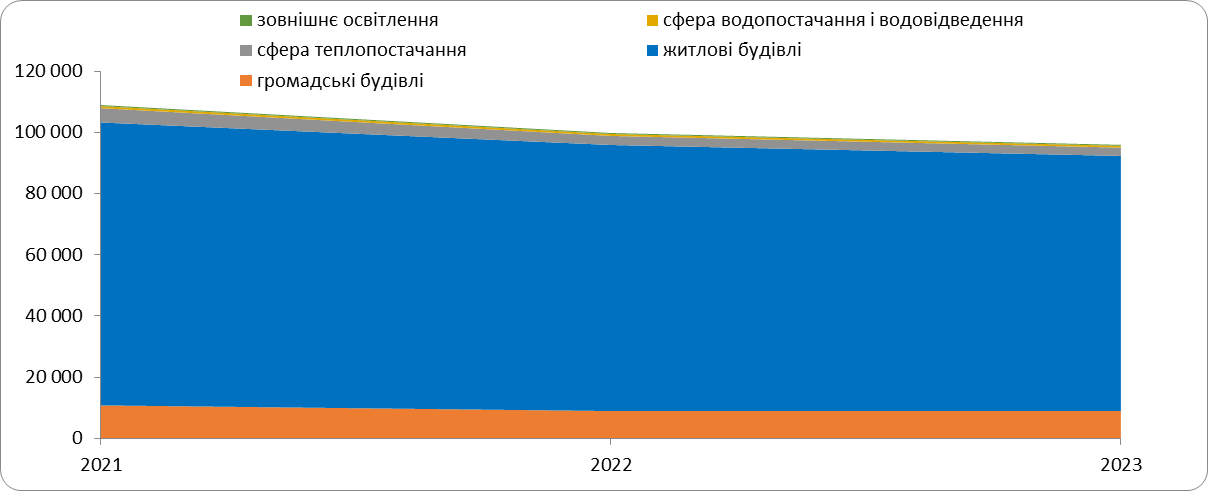 зовнішнє освітлення
сфера водопостачання і водовідведення
сфера теплопостачання
житлові будівлі
громадські будівлі
120 000
100 000
80 000
60 000
40 000
20 000
0
2021
2022
2023